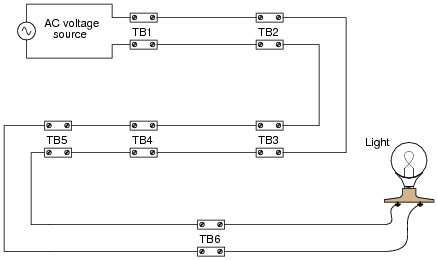 AC voltage
source
TB1
TB2
TB5
TB4
TB3
Light
TB6